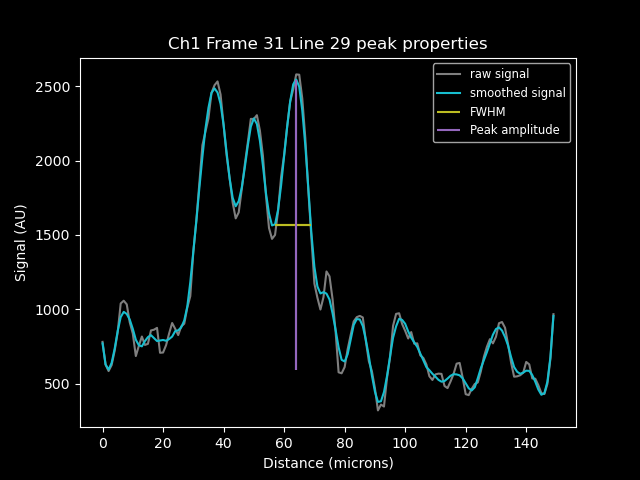 Ch1 Frame 31 Line 29 peak properties
raw signal
smoothed signal
FWHM
Peak amplitude
Signal (AU)
2500
2000
1500
1000
500
0 20 40 60 80 100 120 140
Distance (microns)